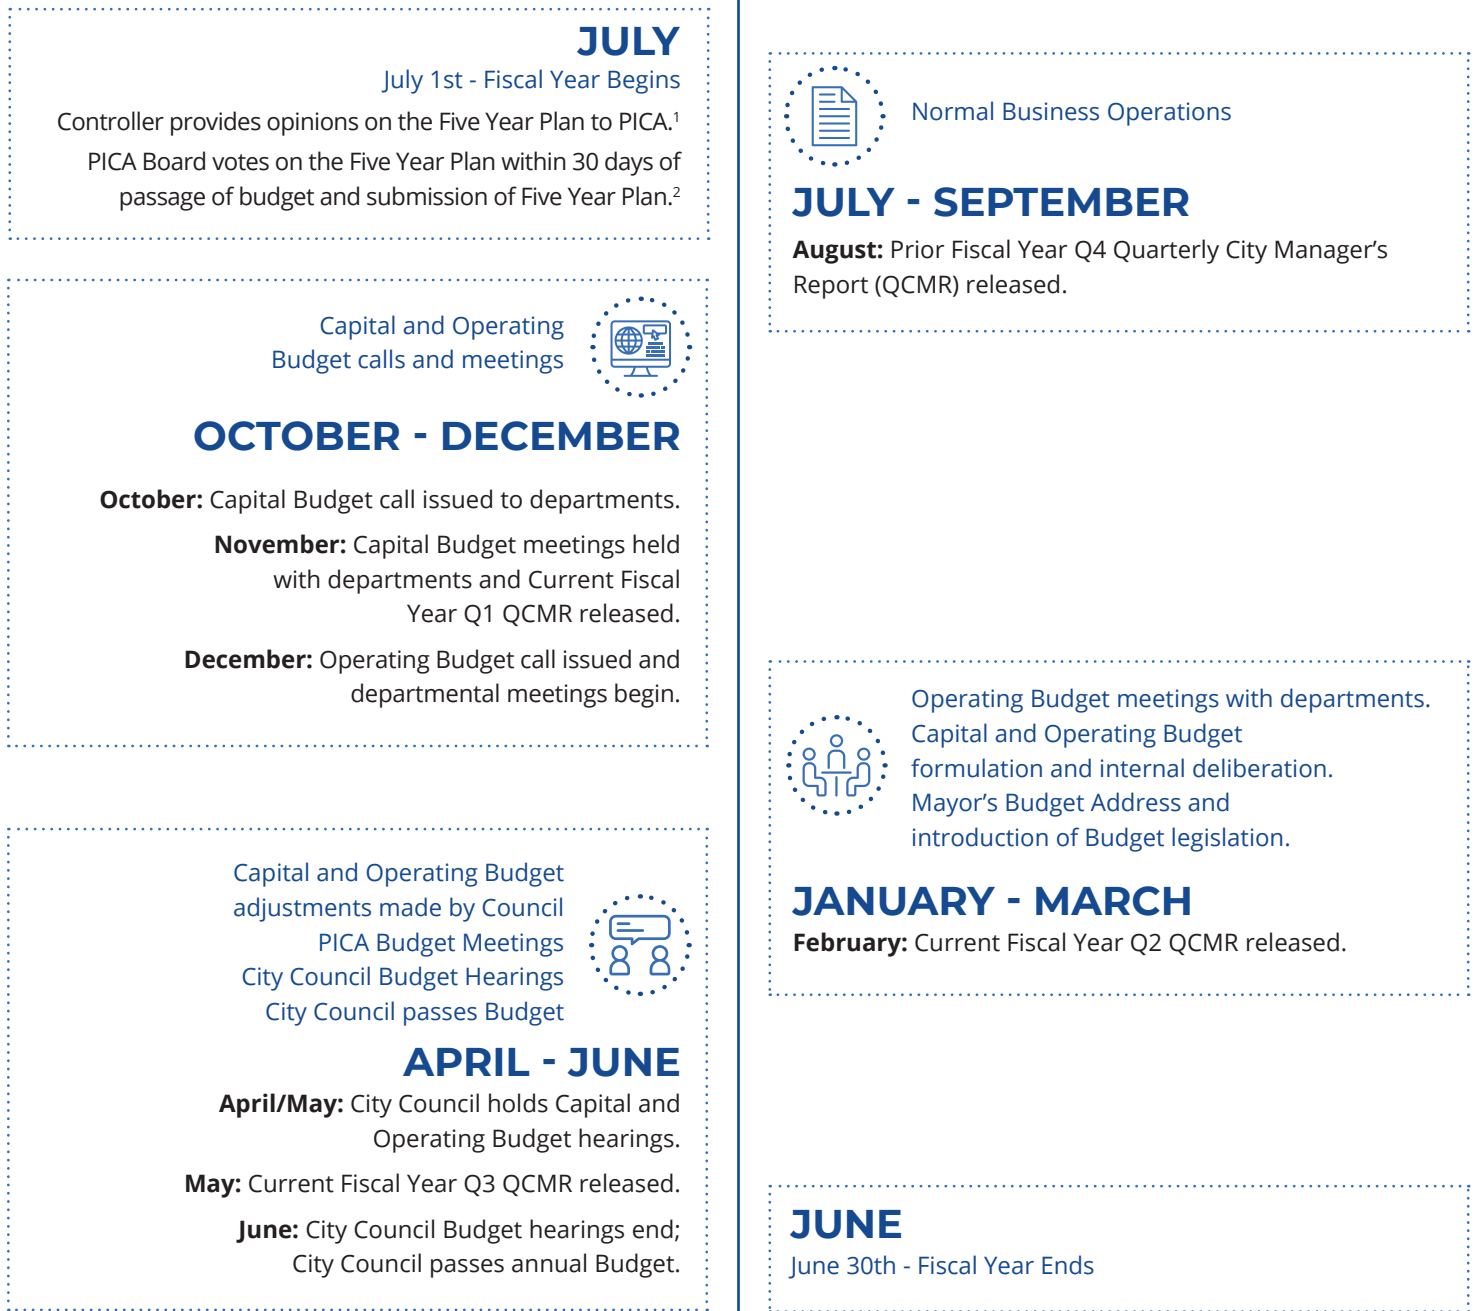 JULY
July 1st - Fiscal Year Begins
Controller provides opinions on the Five Year Plan to PICA.¹
PICA Board votes on the Five Year Plan within 30 days of
passage of budget and submission of Five Year Plan.²
Normal Business Operations
JULY - SEPTEMBER
August: Prior Fiscal Year Q4 Quarterly City Manager’s
Report (QCMR) released.
Capital and Operating
Budget calls and meetings
OCTOBER - DECEMBER
October: Capital Budget call issued to departments.
November: Capital Budget meetings held
with departments and Current Fiscal
Year Q1 QCMR released.
December: Operating Budget call issued and
departmental meetings begin.
Operating Budget meetings with departments.
Capital and Operating Budget
formulation and internal deliberation.
Mayor’s Budget Address and
introduction of Budget legislation.
JANUARY - MARCH
February: Current Fiscal Year Q2 QCMR released.
Capital and Operating Budget
adjustments made by Council
PICA Budget Meetings
City Council Budget Hearings
City Council passes Budget
APRIL - JUNE
April/May: City Council holds Capital and
Operating Budget hearings.
May: Current Fiscal Year Q3 QCMR released.
June: City Council Budget hearings end;
City Council passes annual Budget.
JUNE
June 30th - Fiscal Year Ends